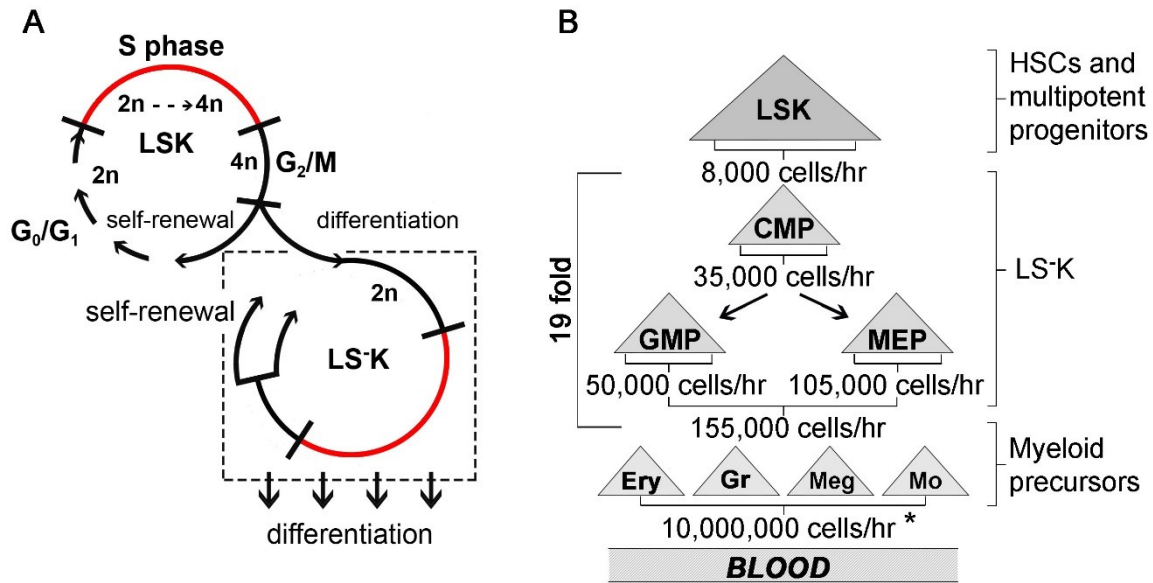 A
S phase
2n - - → 4n
LSK
2n
4n
G₂/M
G₀/G₁
self-renewal
differentiation
self-renewal
2n
LS⁻K
differentiation
B
LSK
HSCs and
multipotent
progenitors
8,000 cells/hr
19 fold
CMP
35,000 cells/hr
LS⁻K
GMP
MEP
50,000 cells/hr
105,000 cells/hr
155,000 cells/hr
Ery
Gr
Meg
Mo
Myeloid
precursors
10,000,000 cells/hr *
BLOOD